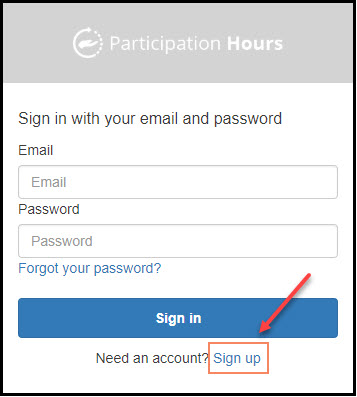 Participation Hours
Sign in with your email and password
Email
Email
Password
Password
Forgot your password?
Sign in
Need an account? Sign up